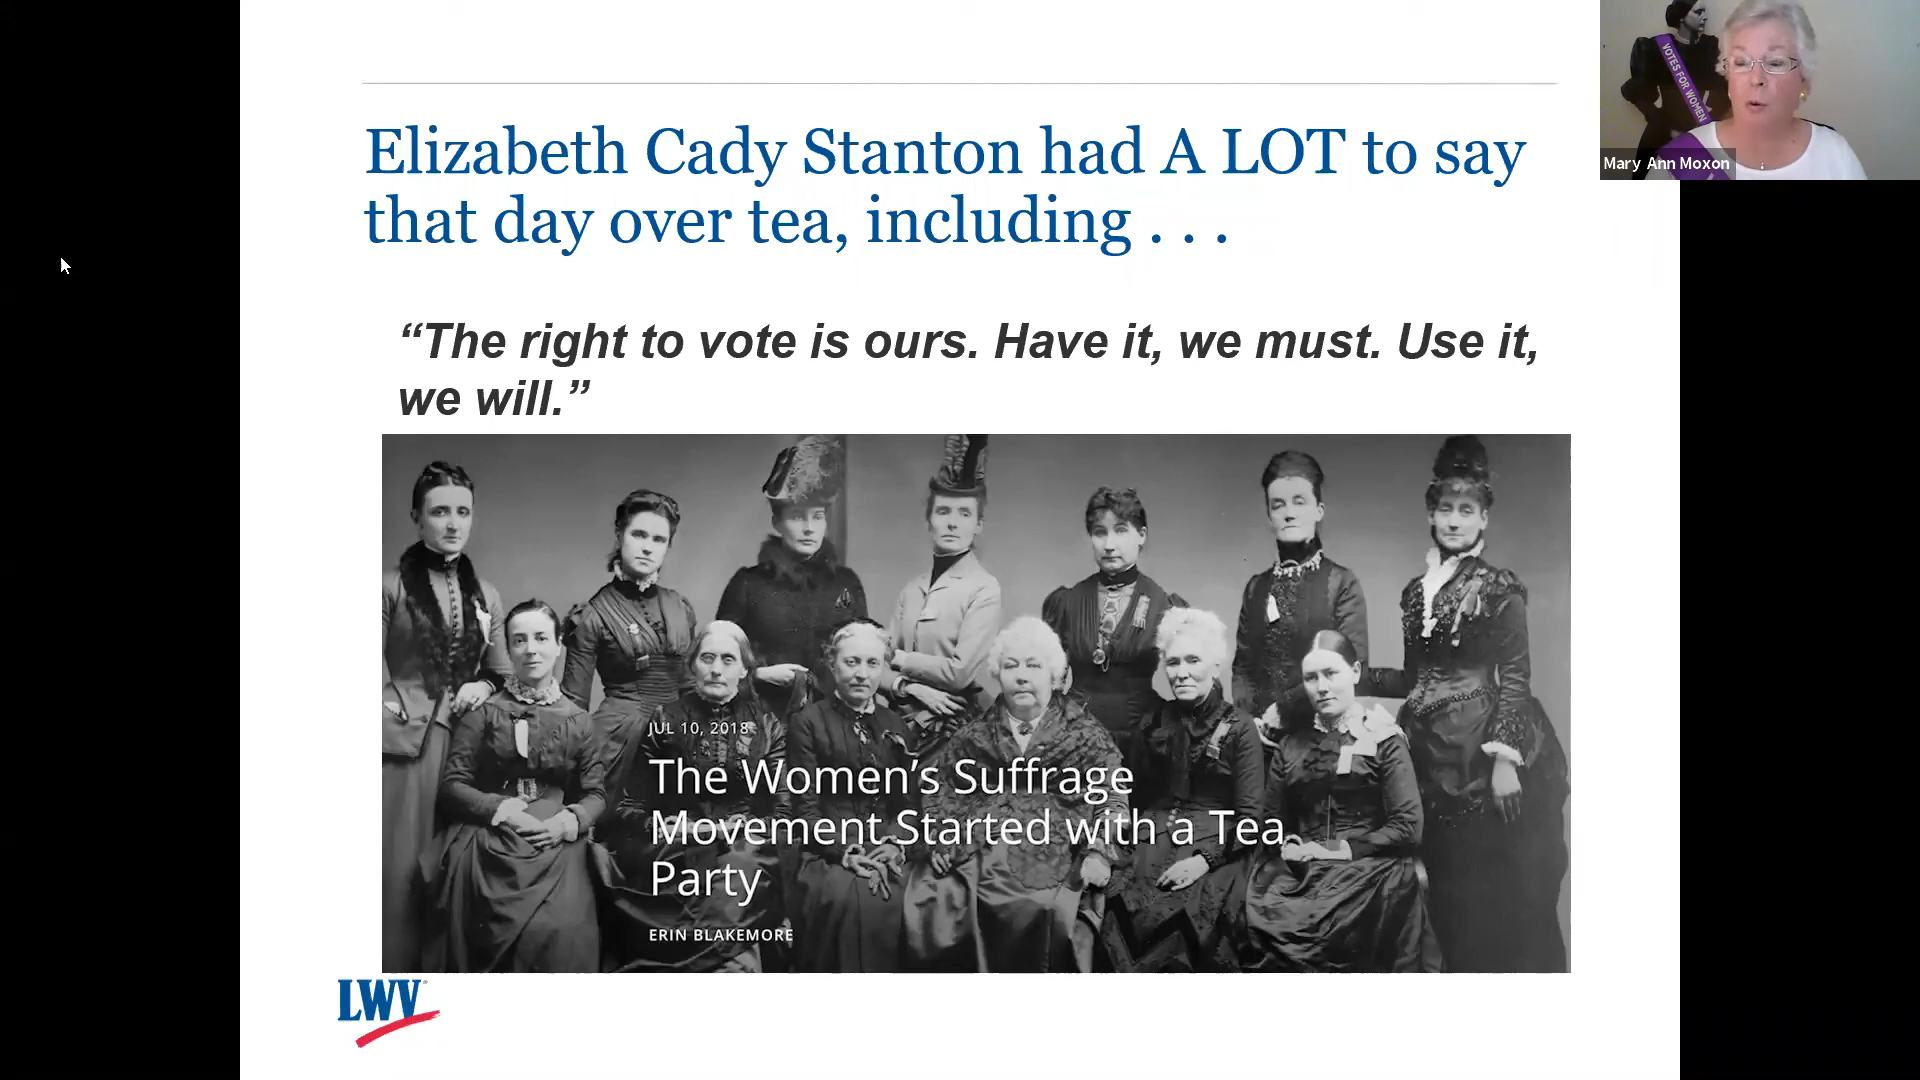 Elizabeth Cady Stanton had A LOT to say
that day over tea, including . . .
“The right to vote is ours. Have it, we must. Use it,
we will.”
JUL 10, 2018
The Women’s Suffrage
Movement Started with a Tea
Party
ERIN BLAKEMORE
LWV
VOTES FOR WOMEN
Mary Ann Moxon